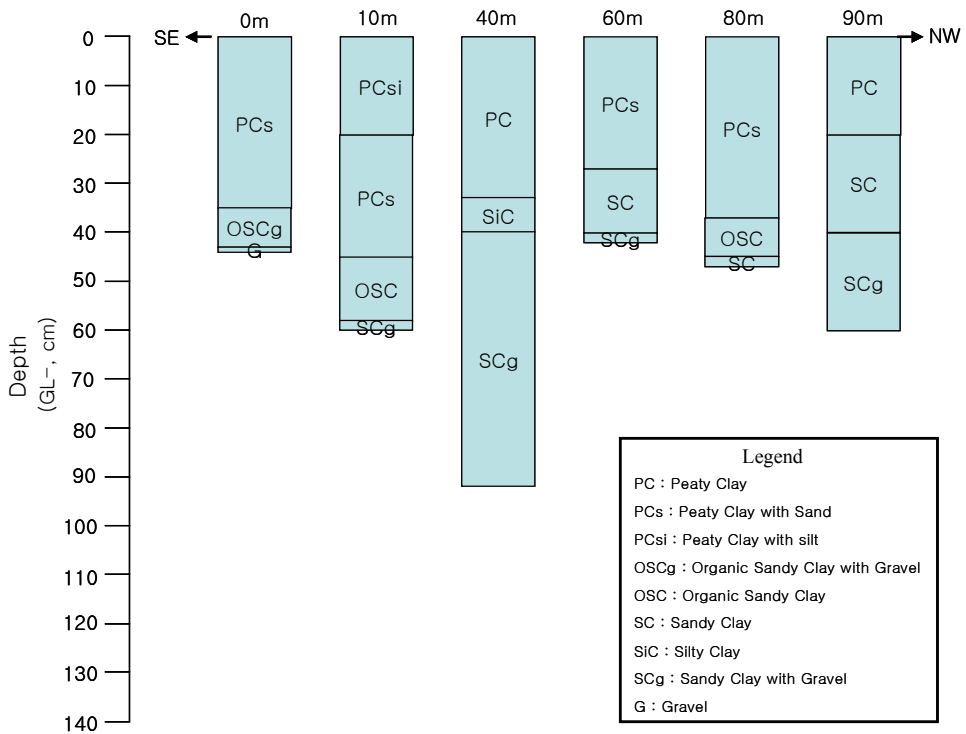 0m 10m 40m 60m 80m 90m
SE NW
Depth
(GL-, cm)
0
10
20
30
40
50
60
70
80
90
100
110
120
130
140
PCs
OSCg
G
PCsi
PCs
OSC
SCg
PC
SiC
SCg
PCs
SC
SCg
PCs
OSC
SC
PC
SC
SCg
Legend
PC : Peaty Clay
PCs : Peaty Clay with Sand
PCsi : Peaty Clay with silt
OSCg : Organic Sandy Clay with Gravel
OSC : Organic Sandy Clay
SC : Sandy Clay
SiC : Silty Clay
SCg : Sandy Clay with Gravel
G : Gravel